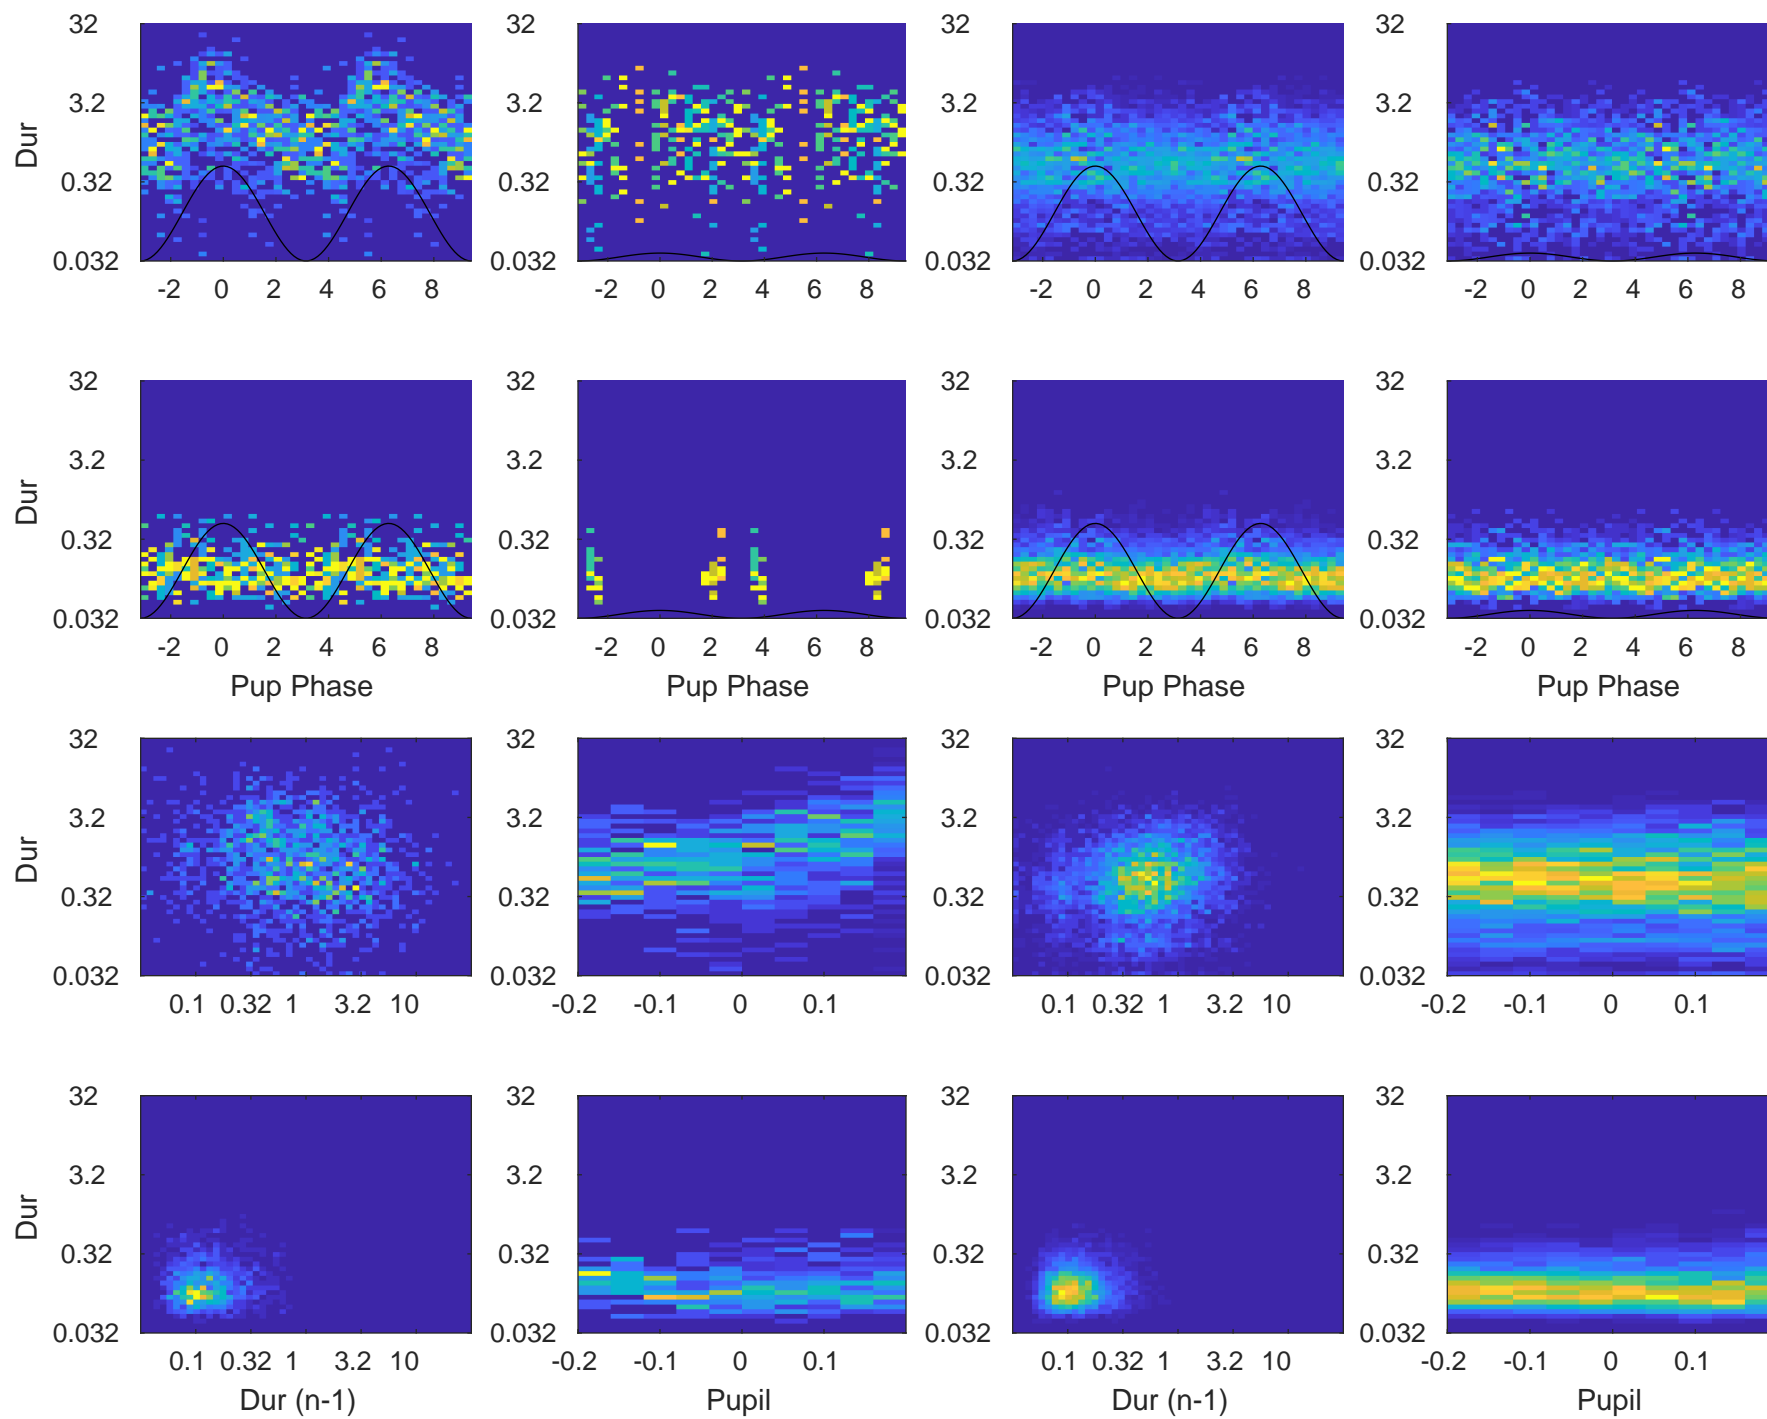 32 32 32 32
3.2 3.2 3.2 3.2
Dur
0.32 0.32 0.32 0.32
0.032 0.032 0.032 0.032
-2 0 2 4 6 8 -2 0 2 4 6 8 -2 0 2 4 6 8 -2 0 2 4 6 8
32 32 32 32
3.2 3.2 3.2 3.2
Dur
0.32 0.32 0.32 0.32
0.032 0.032 0.032 0.032
-2 0 2 4 6 8 -2 0 2 4 6 8 -2 0 2 4 6 8 -2 0 2 4 6 8
Pup Phase Pup Phase Pup Phase Pup Phase
32 32 32 32
3.2 3.2 3.2 3.2
Dur
0.32 0.32 0.32 0.32
0.032 0.032 0.032 0.032
0.1 0.32 1 3.2 10 -0.2 -0.1 0 0.1 0.1 0.32 1 3.2 10 -0.2 -0.1 0 0.1
32 32 32 32
3.2 3.2 3.2 3.2
Dur
0.32 0.32 0.32 0.32
0.032 0.032 0.032 0.032
0.1 0.32 1 3.2 10 -0.2 -0.1 0 0.1 0.1 0.32 1 3.2 10 -0.2 -0.1 0 0.1
Dur (n-1) Pupil Dur (n-1) Pupil